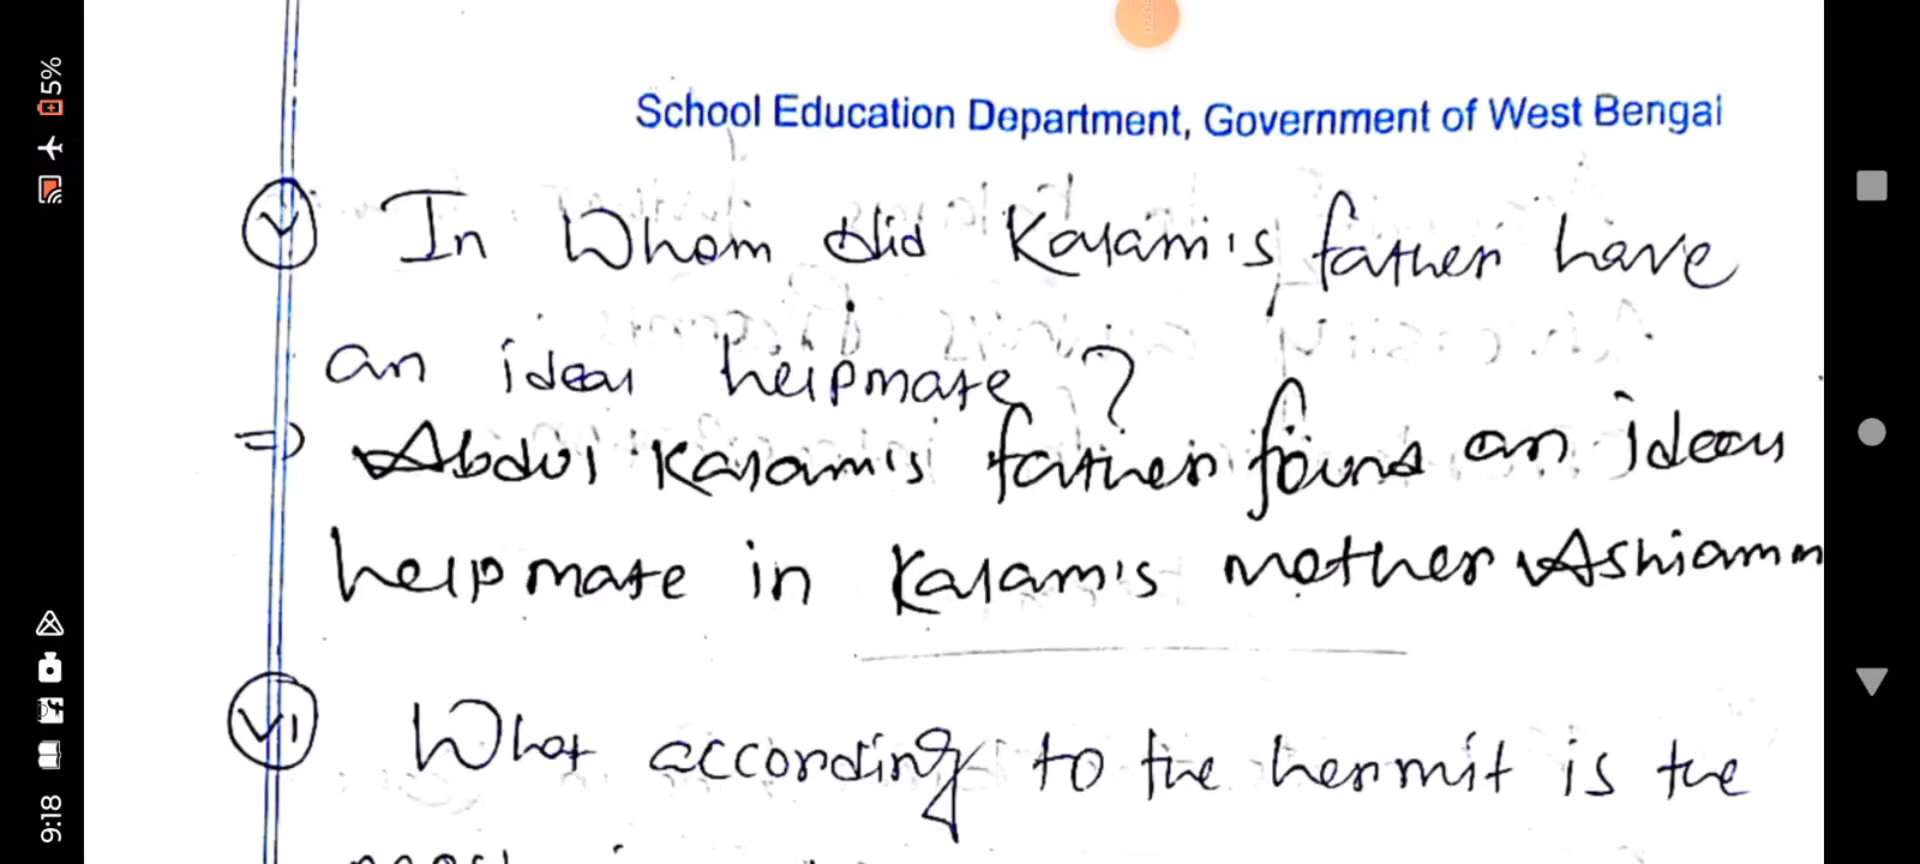 School Education Department, Government of West Bengal
V In Whom did Kalam's father have
an ideal helpmate ?
⇒ Abdul Kalam's father found an ideal
helpmate in Kalam's mother Ashiamm
VI What according to the hermit is the
5%
9:18